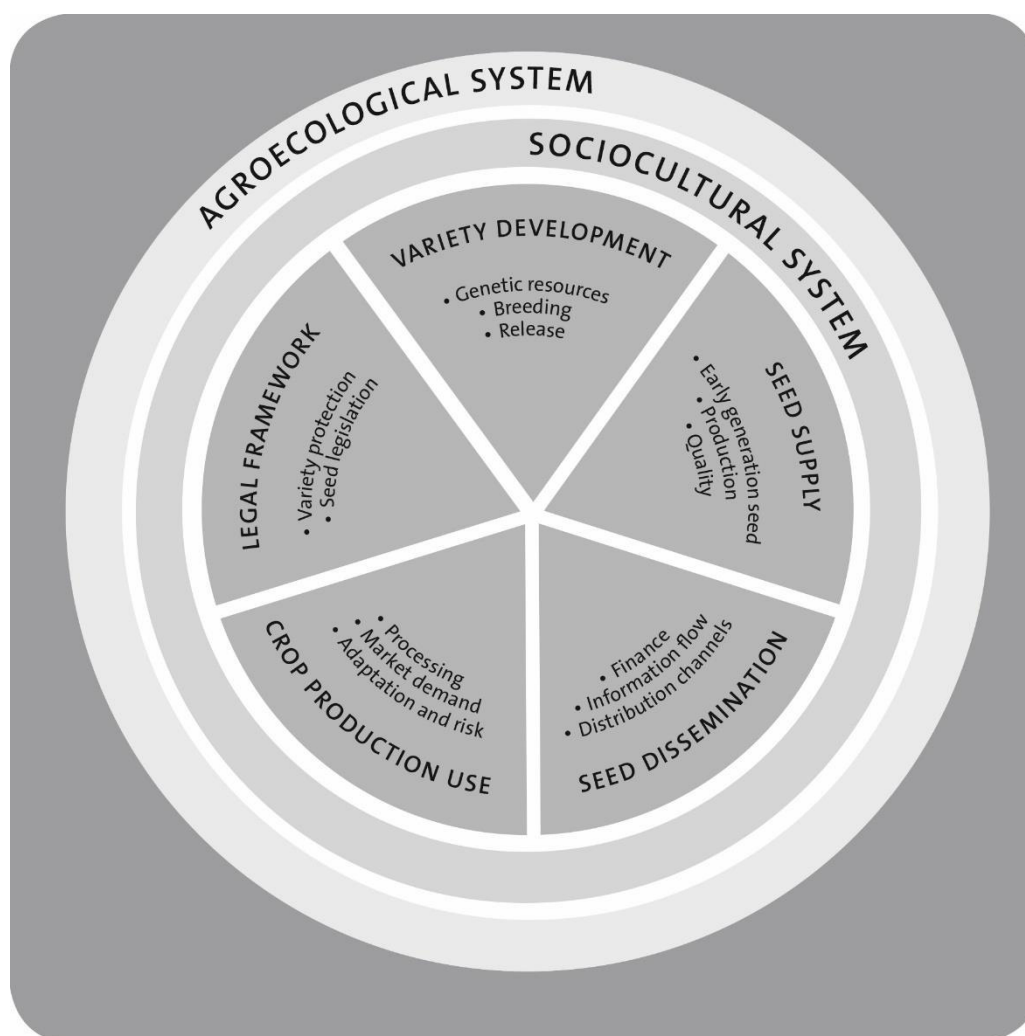 AGROECOLOGICAL SYSTEM
SOCIOCULTURAL SYSTEM
VARIETY DEVELOPMENT
• Genetic resources
• Breeding
• Release
SEED SUPPLY
• Early generation seed
• Production
• Quality
SEED DISSEMINATION
• Finance
• Information flow
• Distribution channels
CROP PRODUCTION USE
• Processing
• Market demand
• Adaptation and risk
LEGAL FRAMEWORK
• Variety protection
• Seed legislation